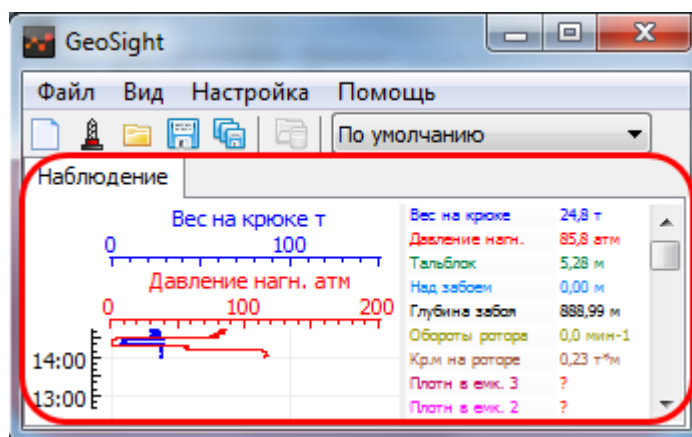 GeoSight
Файл Вид Настройка Помощь
По умолчанию
Наблюдение
Вес на крюке т
0 100
Давление нагн. атм
0 100 200
14:00
13:00
Вес на крюке 24,8 т
Давление нагн. 85,8 атм
Тальблок 5,28 м
Над забоем 0,00 м
Глубина забоя 888,99 м
Обороты ротора 0,0 мин-1
Кр.м на роторе 0,23 т*м
Плотн в емк. 3 ?
Плотн в емк. 2 ?